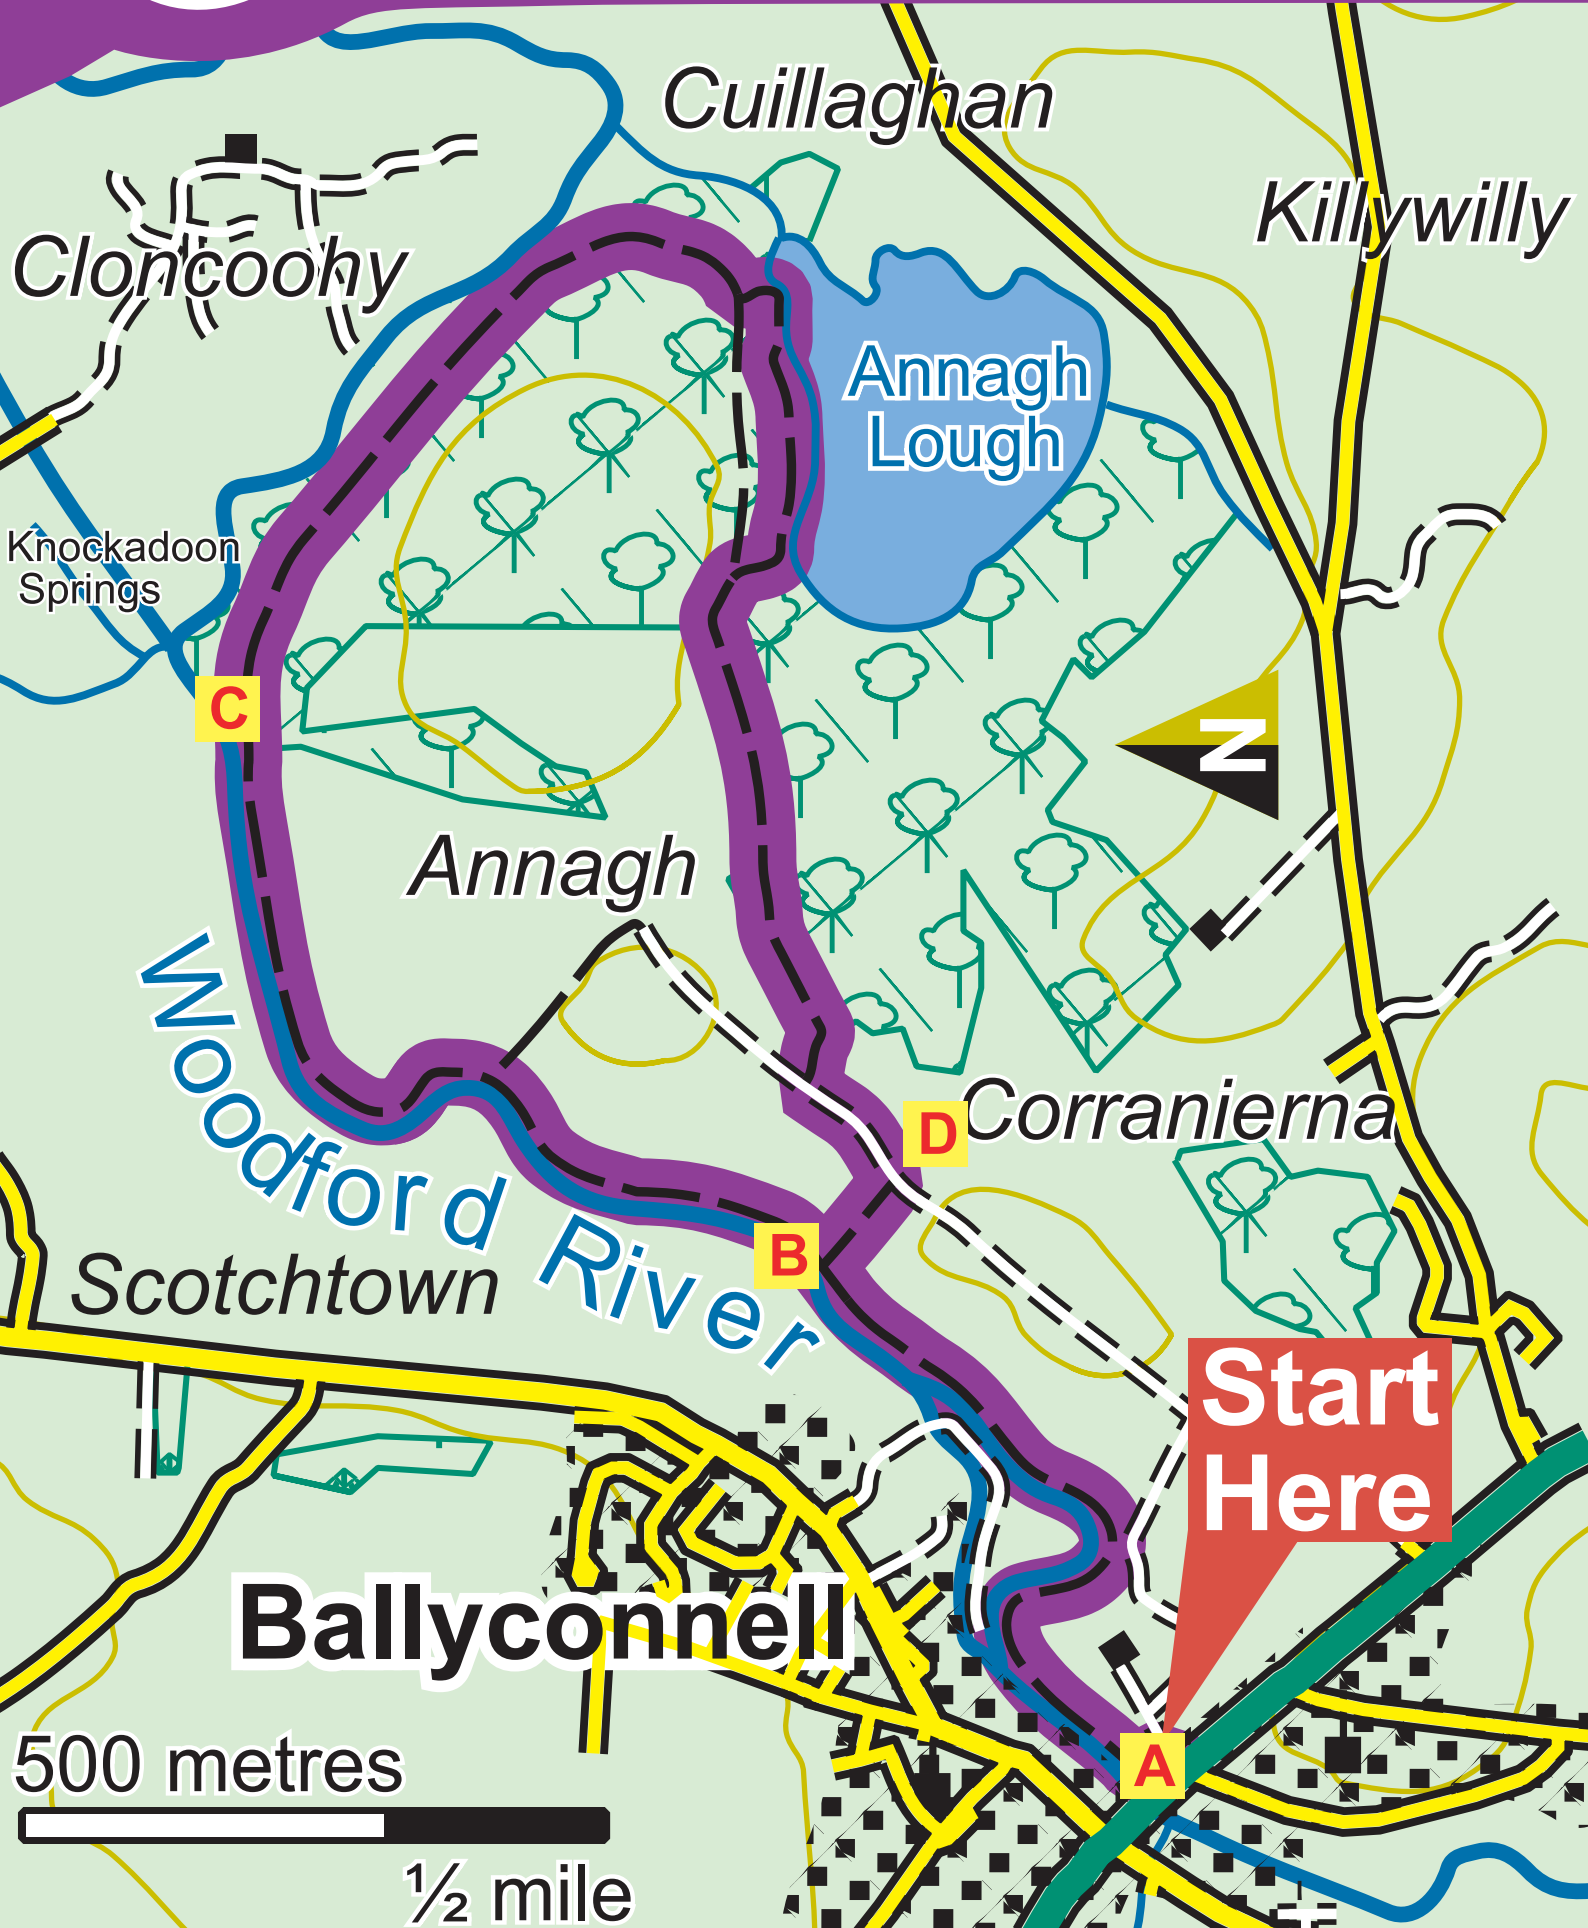 Cuillaghan
Killywilly
Cloncoohy
Annagh
Lough
Knockadoon
Springs
C
N
Annagh
Woodford River
D
Corranierna
B
Scotchtown
Start
Here
Ballyconnell
A
500 metres
½ mile